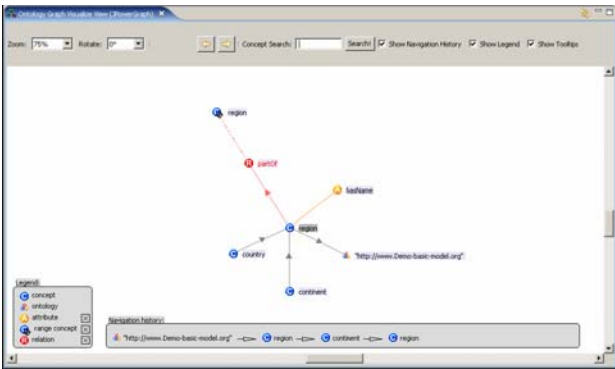 Ontology Graph Visualize View (JPowerGraph)
Zoom: 75% Rotate: 0° Concept Search: Search! Show Navigation History Show Legend Show Tooltips
region
partOf
hasName
region
country
"http://www.Demo-basic-model.org"
continent
Legend:
concept
ontology
attribute
range concept
relation
Navigation history:
"http://www.Demo-basic-model.org" region continent region